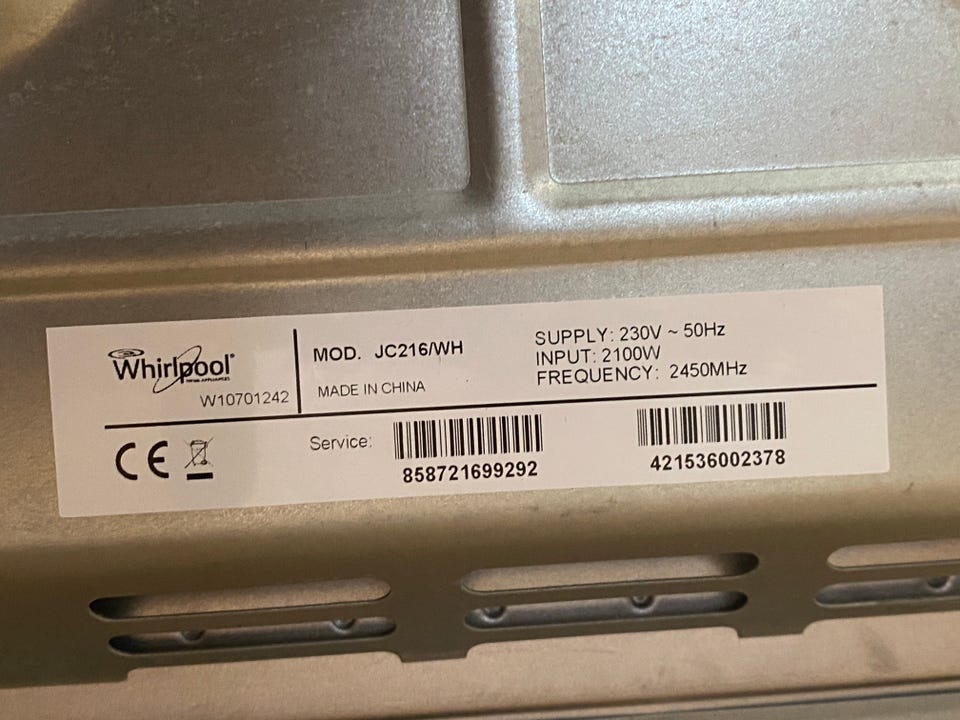 Whirlpool
W10701242
MOD. JC216/WH
MADE IN CHINA
SUPPLY: 230V ~ 50Hz
INPUT: 2100W
FREQUENCY: 2450MHz
CE
Service:
858721699292
421536002378